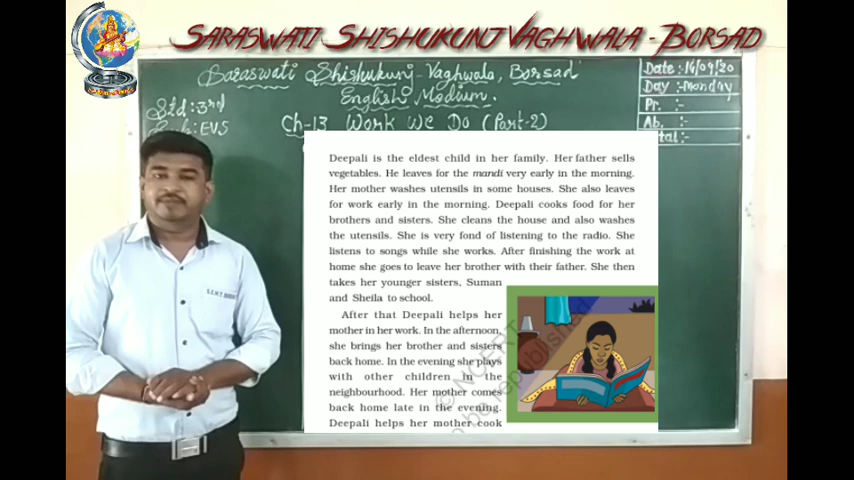 SARASWATI SHISHUKUNJ VAGHWALA - BORSAD
Saraswati Shishukunj-Vaghwala, Borsad
English Medium.
Std : 3rd
EVS
Ch-13 Work We Do (Part-2)
Date :-14/09/20
Day :-Monday
Pr. :-
Ab. :-
Total:-
Deepali is the eldest child in her family. Her father sells
vegetables. He leaves for the mandi very early in the morning.
Her mother washes utensils in some houses. She also leaves
for work early in the morning. Deepali cooks food for her
brothers and sisters. She cleans the house and also washes
the utensils. She is very fond of listening to the radio. She
listens to songs while she works. After finishing the work at
home she goes to leave her brother with their father. She then
takes her younger sisters, Suman
and Sheila to school.
After that Deepali helps her
mother in her work. In the afternoon,
she brings her brother and sisters
back home. In the evening she plays
with other children in the
neighbourhood. Her mother comes
back home late in the evening.
Deepali helps her mother cook
© NCERT
be republished